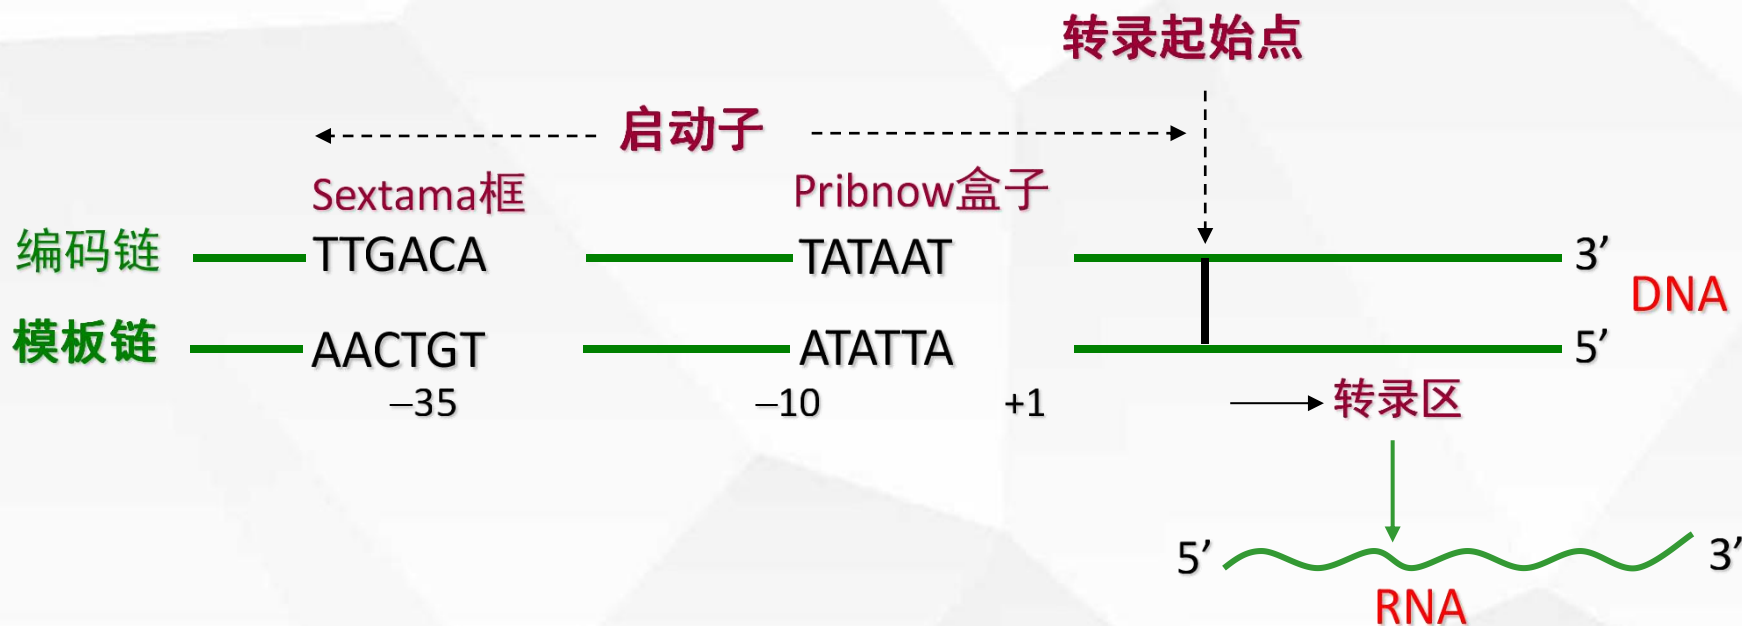 转录起始点
启动子
Sextama框 Pribnow盒子
编码链 TTGACA TATAAT 3’
DNA
模板链 AACTGT ATATTA 5’
–35 –10 +1 转录区
5’ 3’
RNA